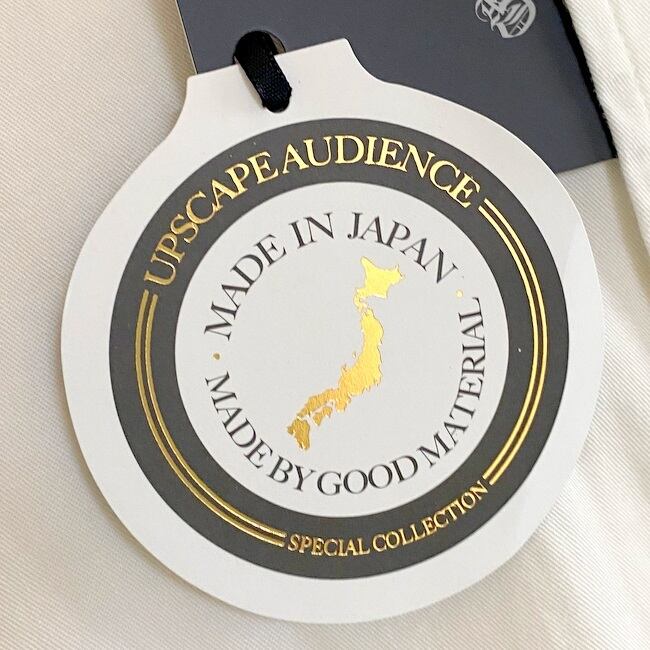 UPSCAPE AUDIENCE
MADE IN JAPAN
MADE BY GOOD MATERIAL
SPECIAL COLLECTION